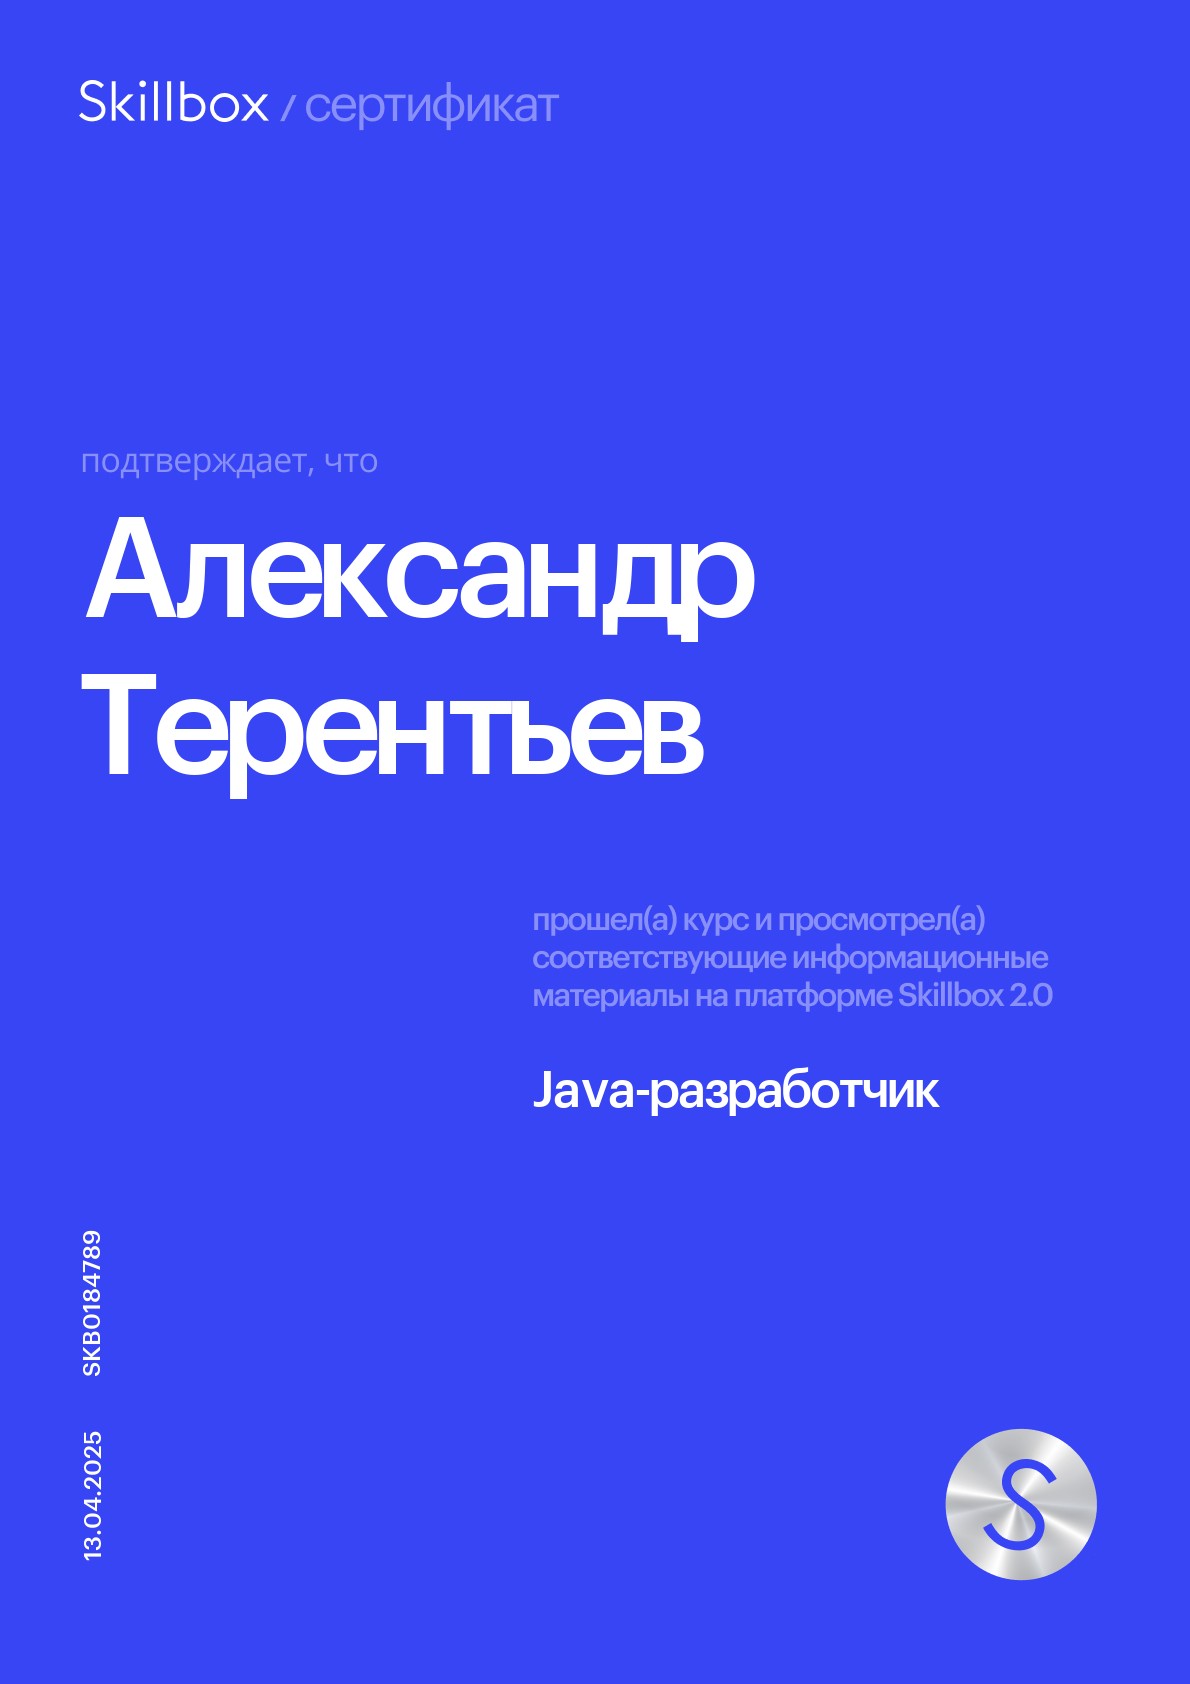 Skillbox / сертификат
подтверждает, что
Александр
Терентьев
прошел(а) курс и просмотрел(а)
соответствующие информационные
материалы на платформе Skillbox 2.0
Java-разработчик
SKB0184789
13.04.2025
S